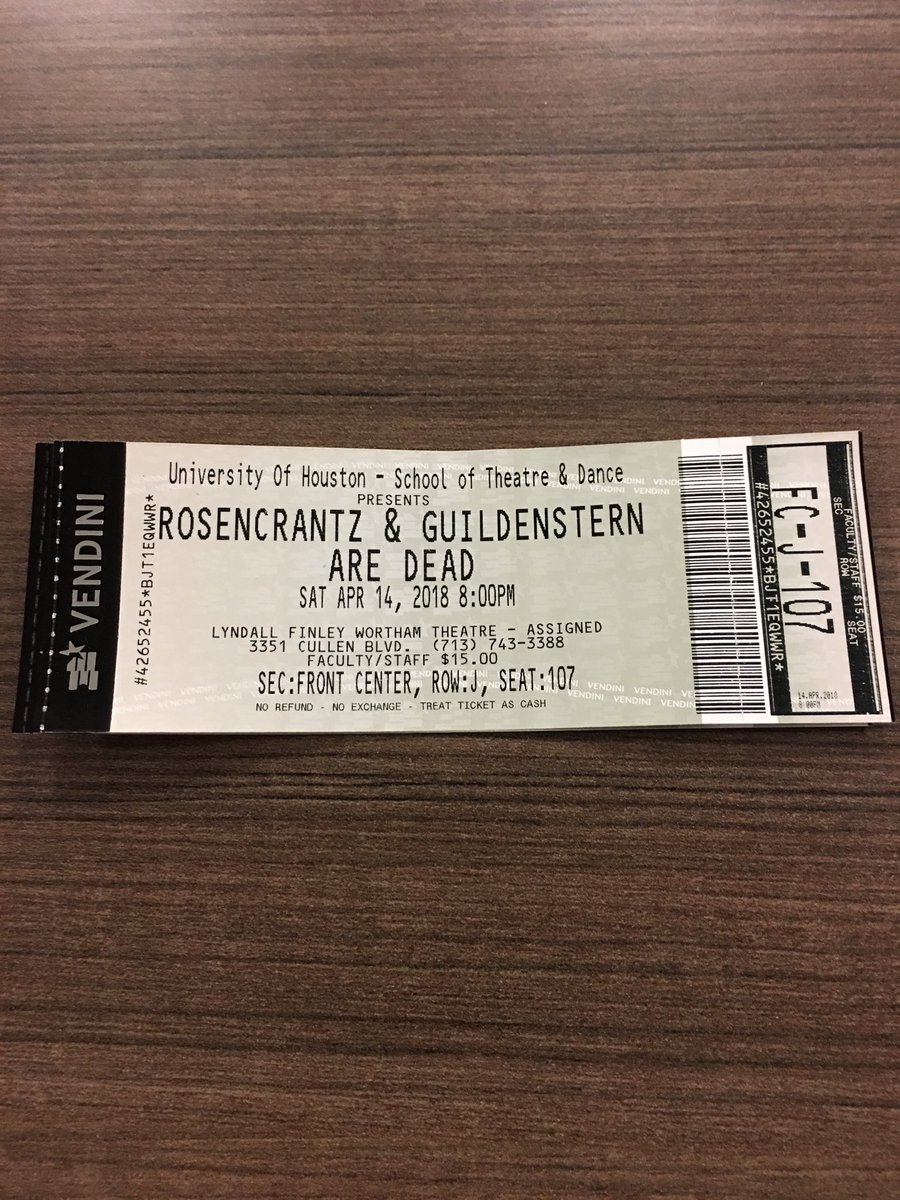 VENDINI
#42652455*BJT1EQWWR*
University Of Houston - School of Theatre & Dance
PRESENTS
ROSENCRANTZ & GUILDENSTERN
ARE DEAD
SAT APR 14, 2018 8:00PM
LYNDALL FINLEY WORTHAM THEATRE - ASSIGNED
3351 CULLEN BLVD. (713) 743-3388
FACULTY/STAFF $15.00
SEC:FRONT CENTER, ROW:J, SEAT:107
NO REFUND - NO EXCHANGE - TREAT TICKET AS CASH
FACULTY/STAFF $15.00
SEC ROW SEAT
FC-J-107
#42652455*BJT1EQWWR*
14.APR.2018
8:00PM